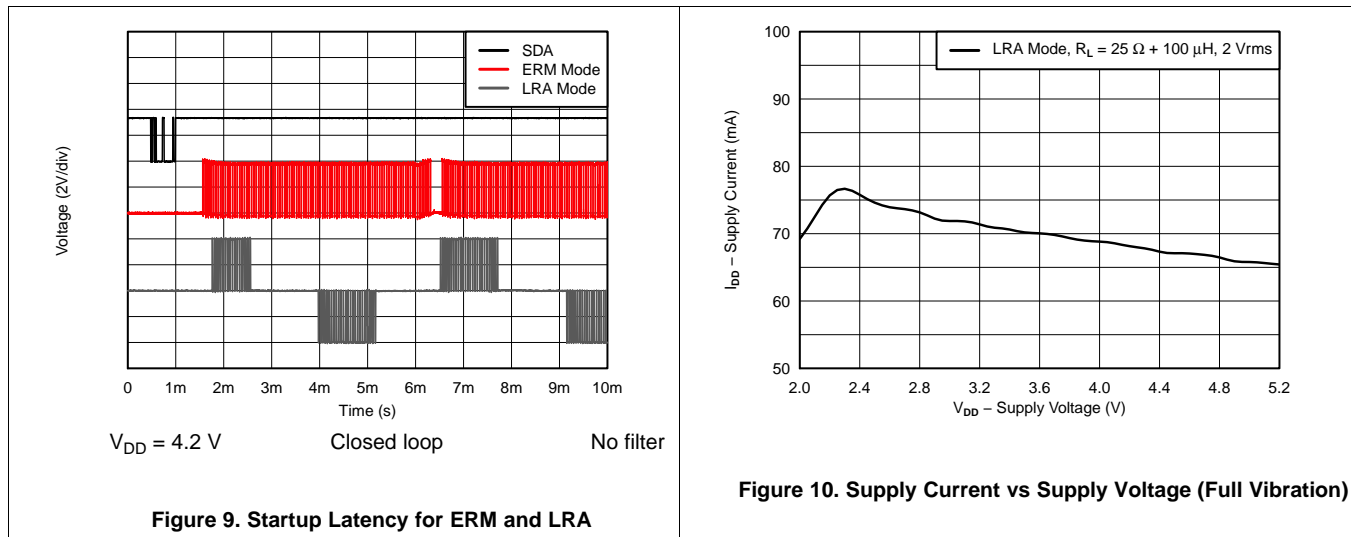 SDA
ERM Mode
LRA Mode
Voltage (2V/div)
0 1m 2m 3m 4m 5m 6m 7m 8m 9m 10m
Time (s)
V_DD = 4.2 V Closed loop No filter
Figure 9. Startup Latency for ERM and LRA
LRA Mode, R_L = 25 Ω + 100 μH, 2 Vrms
100
90
80
70
60
50
I_DD – Supply Current (mA)
2.0 2.4 2.8 3.2 3.6 4.0 4.4 4.8 5.2
V_DD – Supply Voltage (V)
Figure 10. Supply Current vs Supply Voltage (Full Vibration)